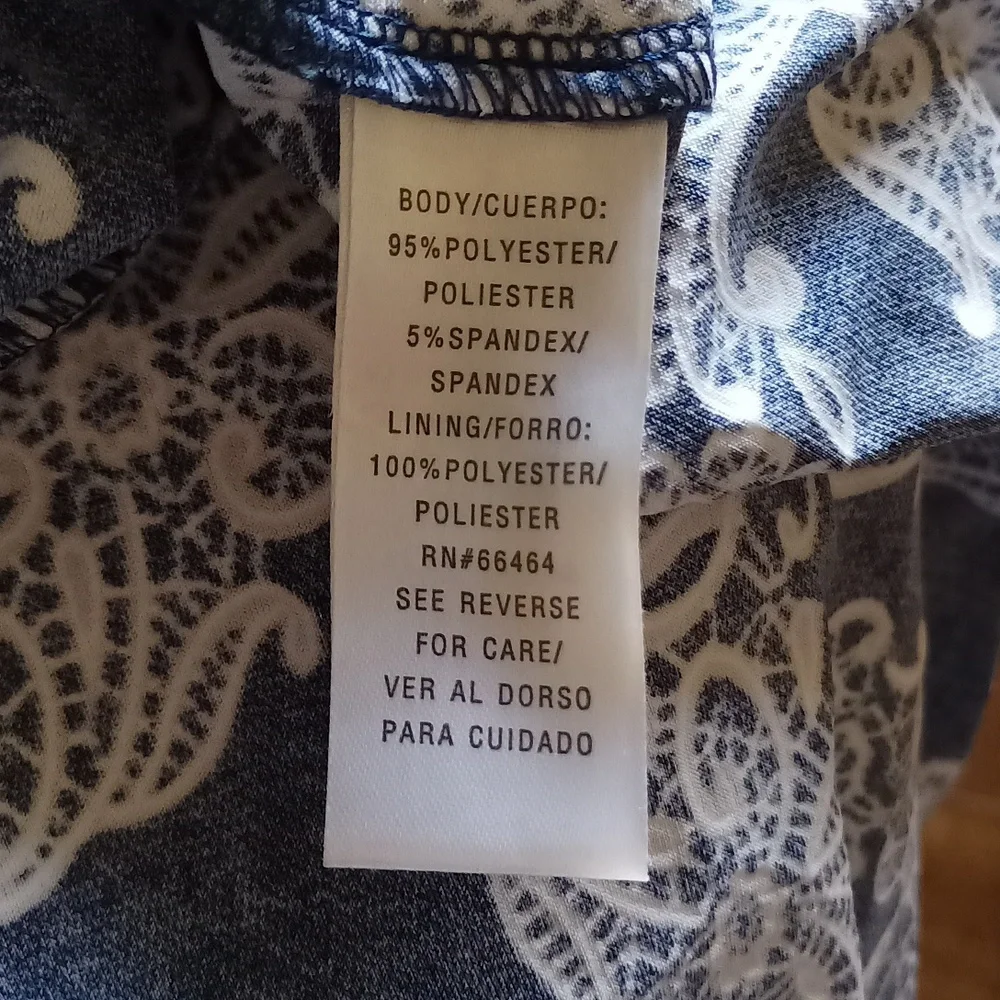 BODY/CUERPO:
95%POLYESTER/
POLIESTER
5%SPANDEX/
SPANDEX
LINING/FORRO:
100%POLYESTER/
POLIESTER
RN#66464
SEE REVERSE
FOR CARE/
VER AL DORSO
PARA CUIDADO